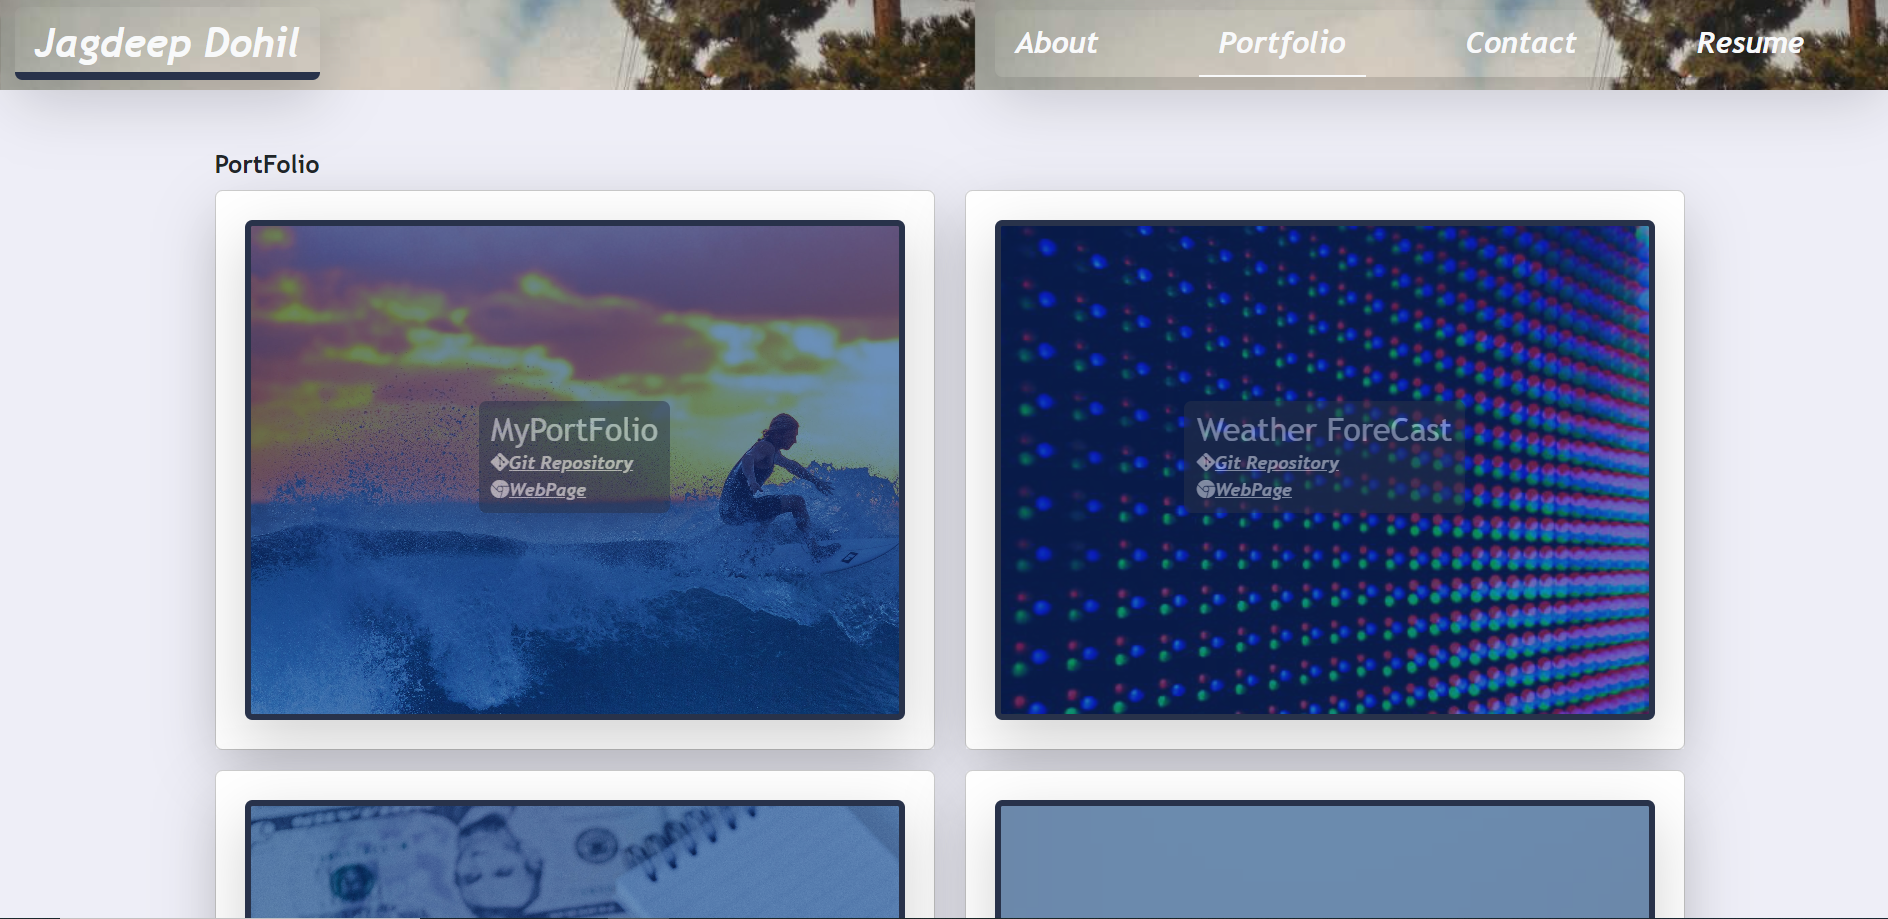 Jagdeep Dohil
About Portfolio Contact Resume
PortFolio
MyPortFolio
Git Repository
WebPage
Weather ForeCast
Git Repository
WebPage